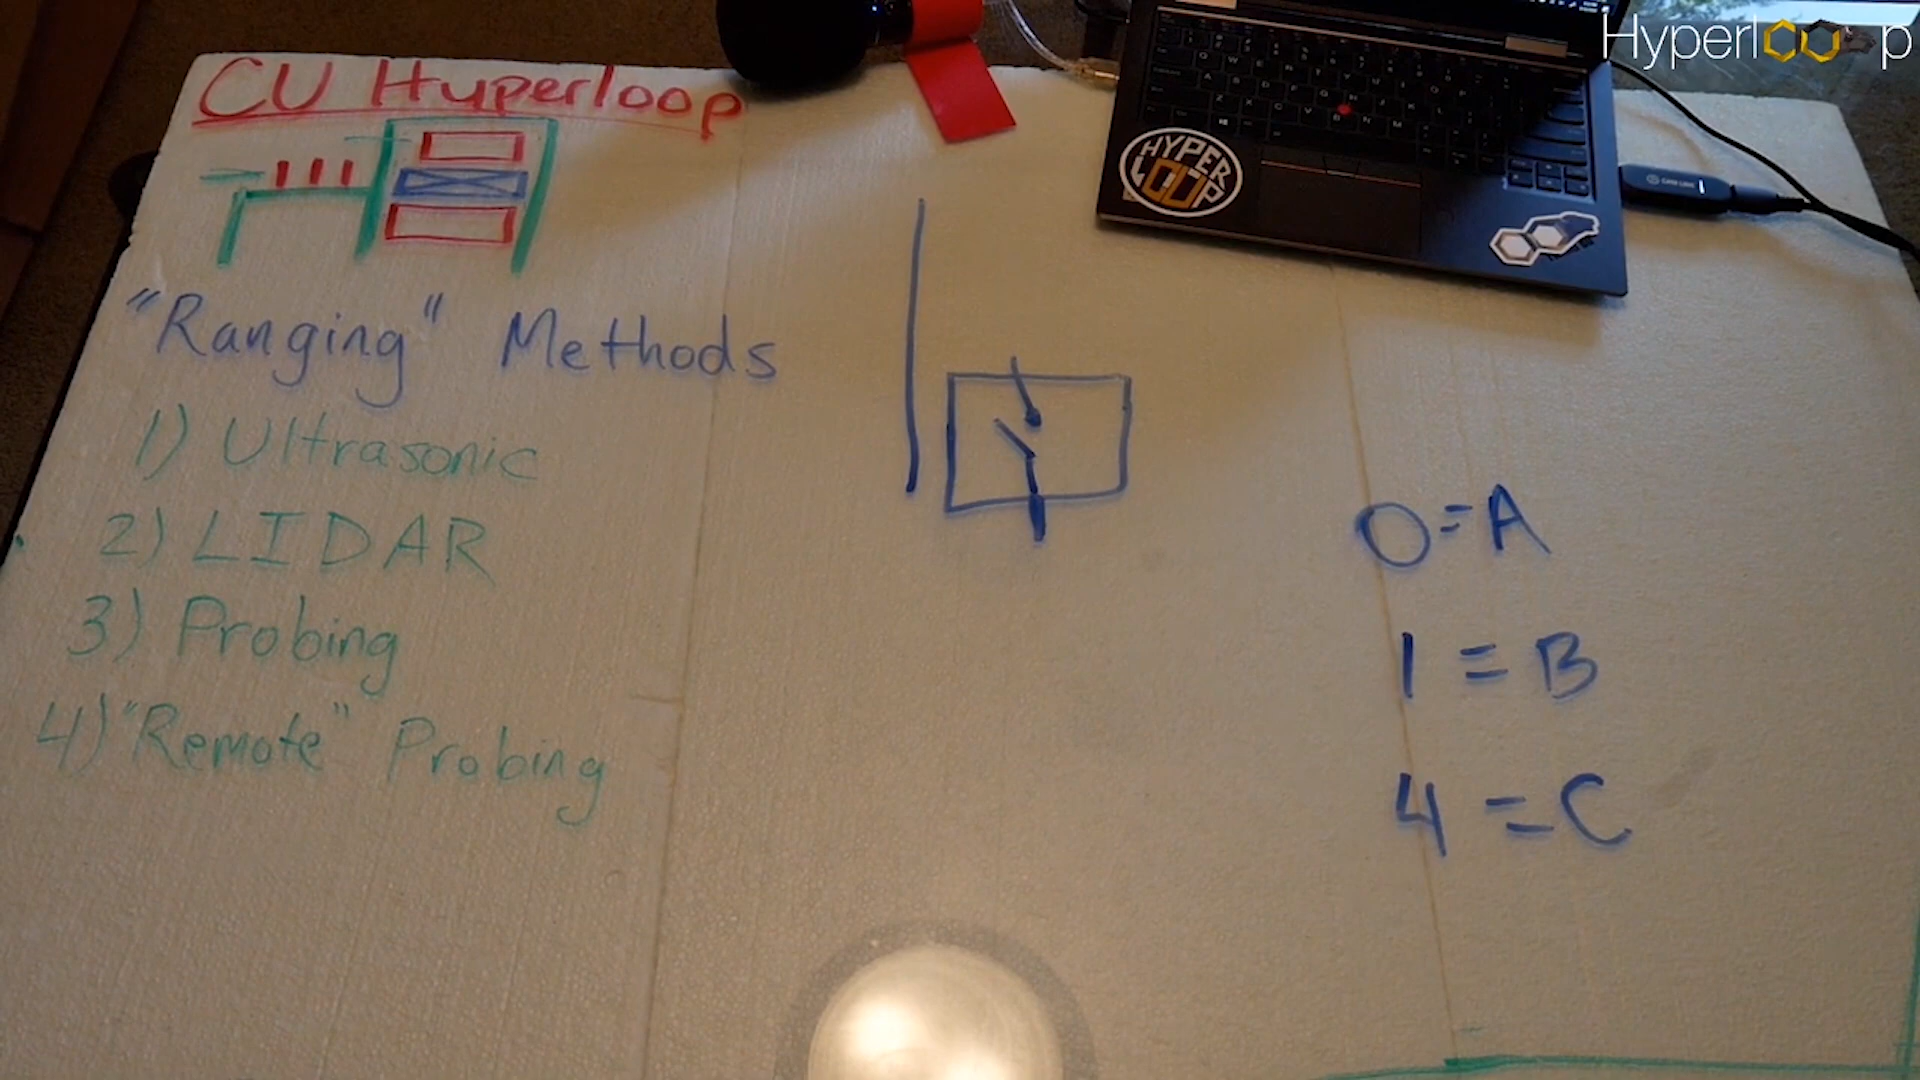 Hyperloop
CU Hyperloop
HYPER
LOOP
"Ranging" Methods
1) Ultrasonic
2) LIDAR
3) Probing
4) "Remote" Probing
0=A
1 = B
4 = C